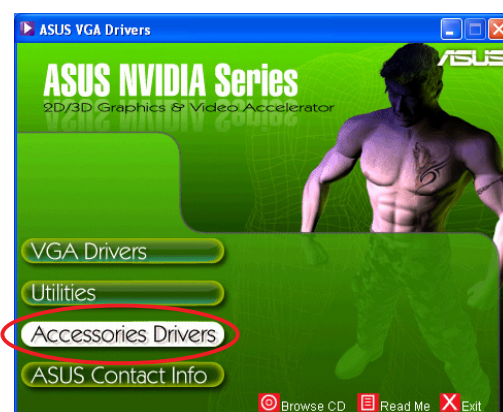 ASUS VGA Drivers
ASUS
ASUS NVIDIA Series
2D/3D Graphics & Video Accelerator
VGA Drivers
Utilities
Accessories Drivers
ASUS Contact Info
Browse CD Read Me Exit